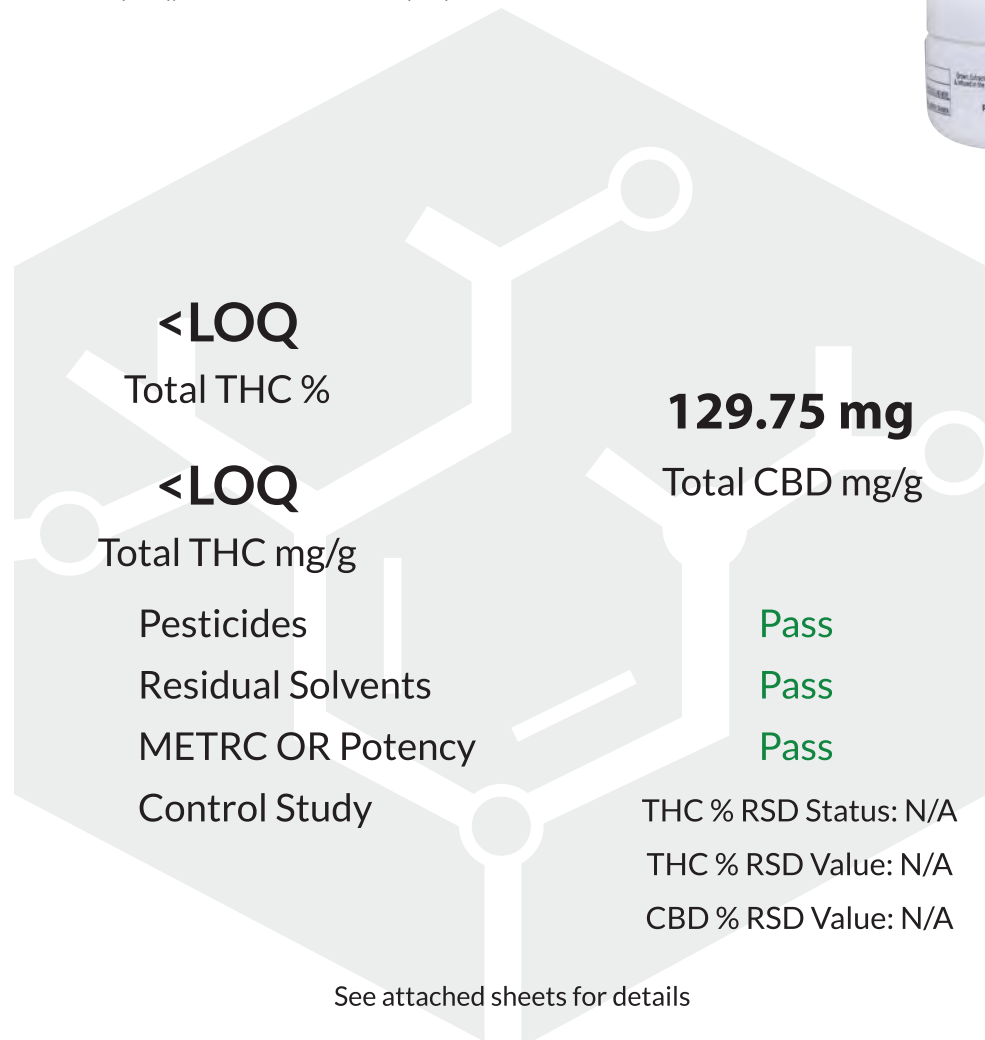 <LOQ
Total THC %
129.75 mg
Total CBD mg/g
<LOQ
Total THC mg/g
Pesticides Pass
Residual Solvents Pass
METRC OR Potency Pass
Control Study THC % RSD Status: N/A
THC % RSD Value: N/A
CBD % RSD Value: N/A
See attached sheets for details